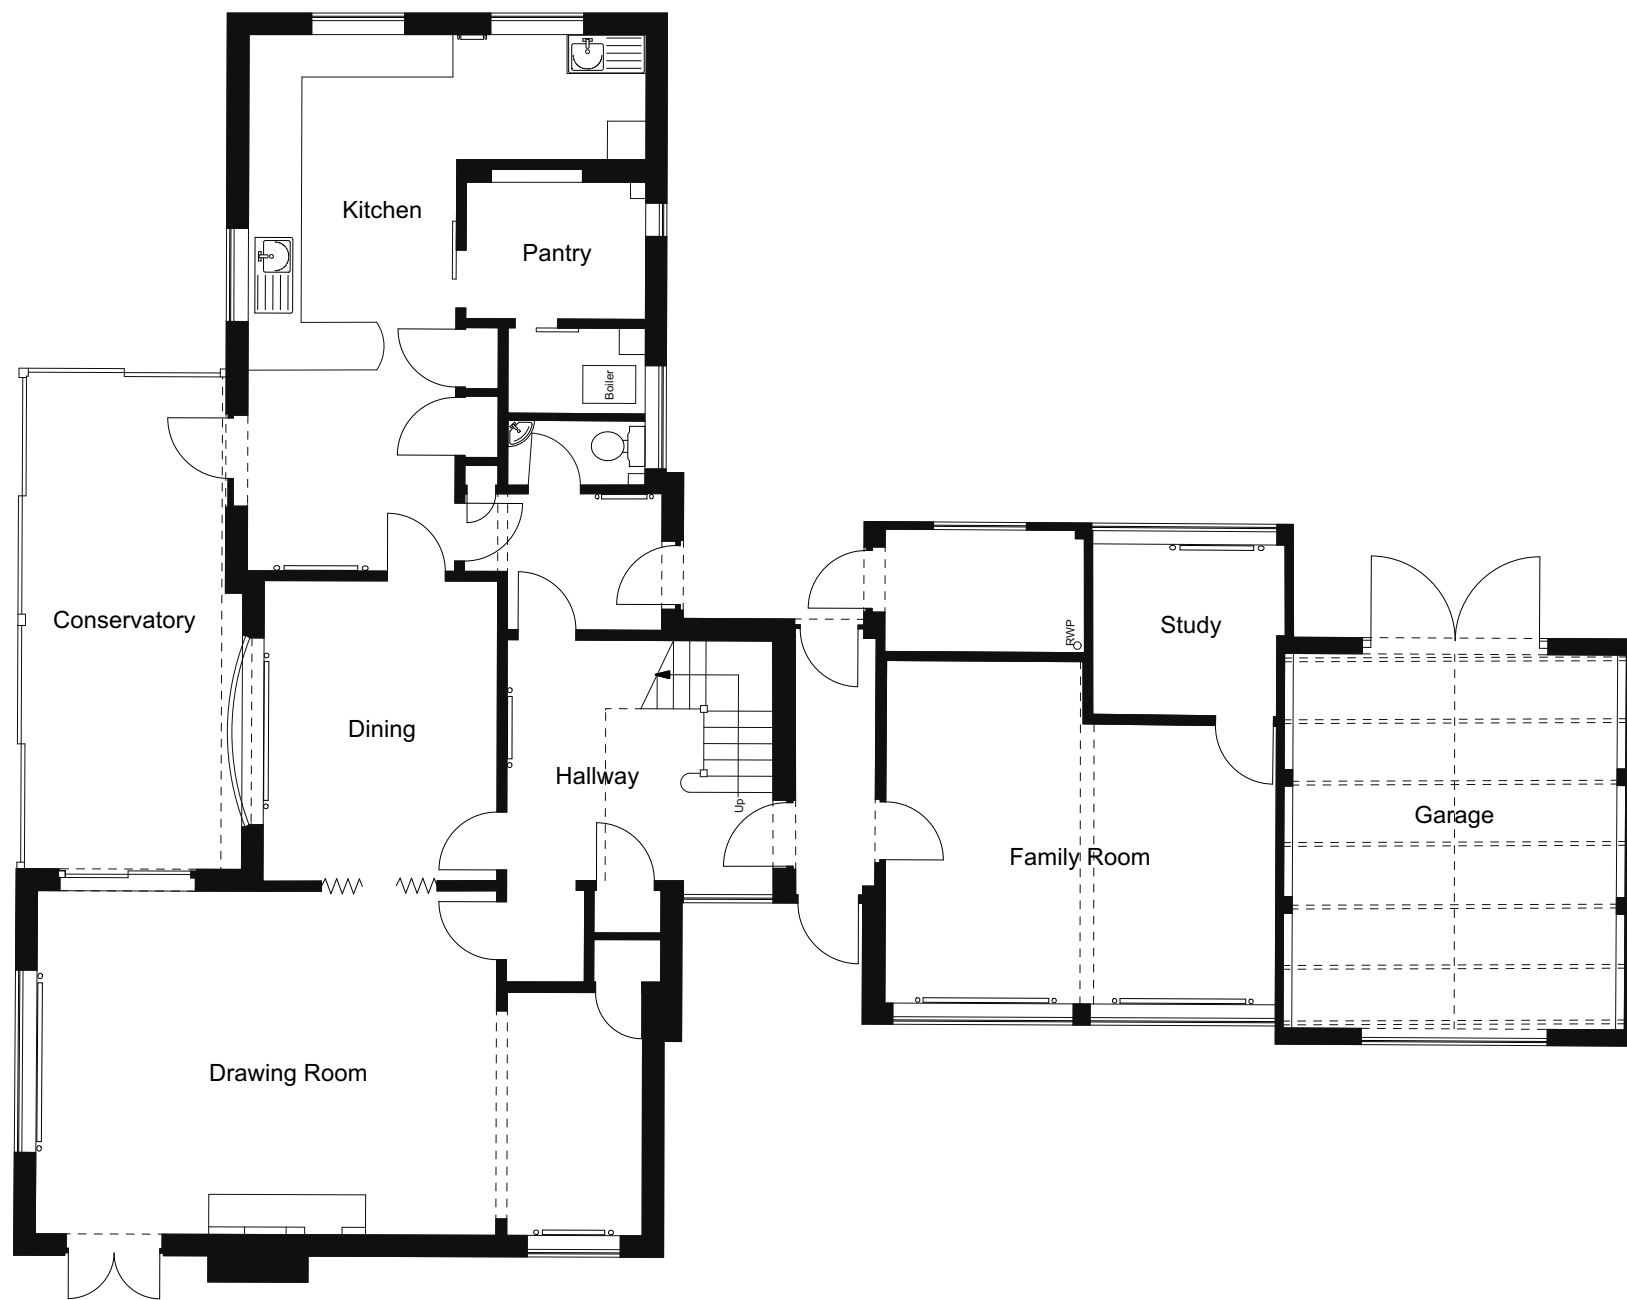 Kitchen
Pantry
Boiler
Conservatory
Study
RWP
Dining
Hallway
Up
Garage
Family Room
Drawing Room